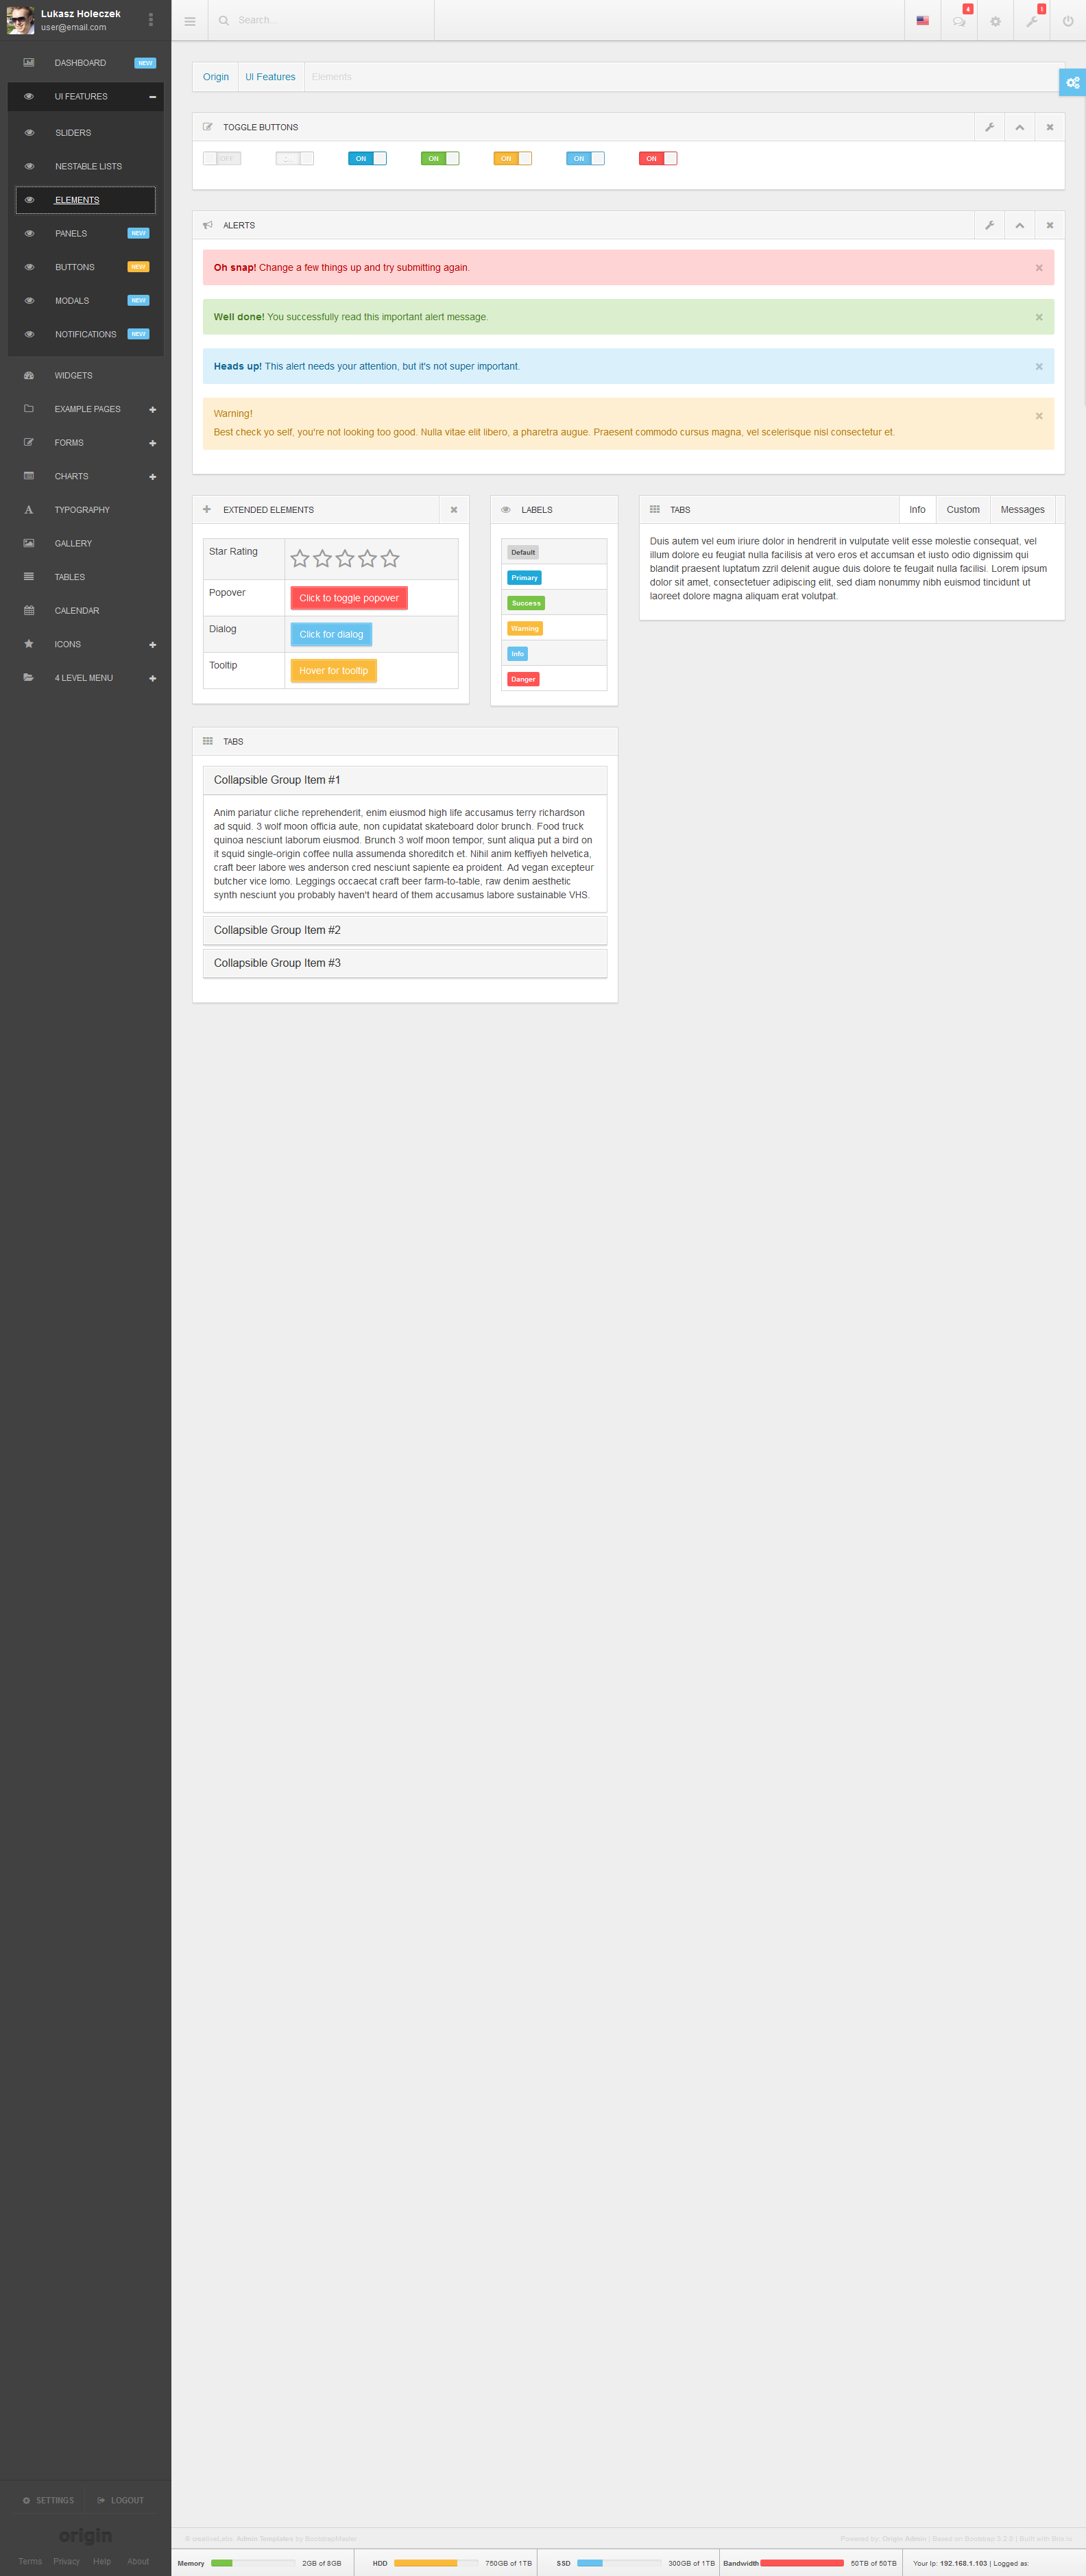 Lukasz Holeczek
user@email.com
DASHBOARD NEW
UI FEATURES
SLIDERS
NESTABLE LISTS
ELEMENTS
PANELS NEW
BUTTONS NEW
MODALS NEW
NOTIFICATIONS NEW
WIDGETS
EXAMPLE PAGES
FORMS
CHARTS
TYPOGRAPHY
GALLERY
TABLES
CALENDAR
ICONS
4 LEVEL MENU
SETTINGS LOGOUT
origin
Terms Privacy Help About
Search...
4 1
Origin UI Features Elements
TOGGLE BUTTONS
OFF ON ON ON ON ON
ALERTS
Oh snap! Change a few things up and try submitting again.
Well done! You successfully read this important alert message.
Heads up! This alert needs your attention, but it's not super important.
Warning!
Best check yo self, you're not looking too good. Nulla vitae elit libero, a pharetra augue. Praesent commodo cursus magna, vel scelerisque nisl consectetur et.
EXTENDED ELEMENTS
Star Rating
Popover Click to toggle popover
Dialog Click for dialog
Tooltip Hover for tooltip
LABELS
Default
Primary
Success
Warning
Info
Danger
TABS Info Custom Messages
Duis autem vel eum iriure dolor in hendrerit in vulputate velit esse molestie consequat, vel
illum dolore eu feugiat nulla facilisis at vero eros et accumsan et iusto odio dignissim qui
blandit praesent luptatum zzril delenit augue duis dolore te feugait nulla facilisi. Lorem ipsum
dolor sit amet, consectetuer adipiscing elit, sed diam nonummy nibh euismod tincidunt ut
laoreet dolore magna aliquam erat volutpat.
TABS
Collapsible Group Item #1
Anim pariatur cliche reprehenderit, enim eiusmod high life accusamus terry richardson
ad squid. 3 wolf moon officia aute, non cupidatat skateboard dolor brunch. Food truck
quinoa nesciunt laborum eiusmod. Brunch 3 wolf moon tempor, sunt aliqua put a bird on
it squid single-origin coffee nulla assumenda shoreditch et. Nihil anim keffiyeh helvetica,
craft beer labore wes anderson cred nesciunt sapiente ea proident. Ad vegan excepteur
butcher vice lomo. Leggings occaecat craft beer farm-to-table, raw denim aesthetic
synth nesciunt you probably haven't heard of them accusamus labore sustainable VHS.
Collapsible Group Item #2
Collapsible Group Item #3
© creativeLabs. Admin Templates by BootstrapMaster
Powered by: Origin Admin | Based on Bootstrap 3.2.0 | Built with Brix.io
Memory 2GB of 8GB HDD 750GB of 1TB SSD 300GB of 1TB Bandwidth 50TB of 50TB Your Ip: 192.168.1.103 | Logged as: